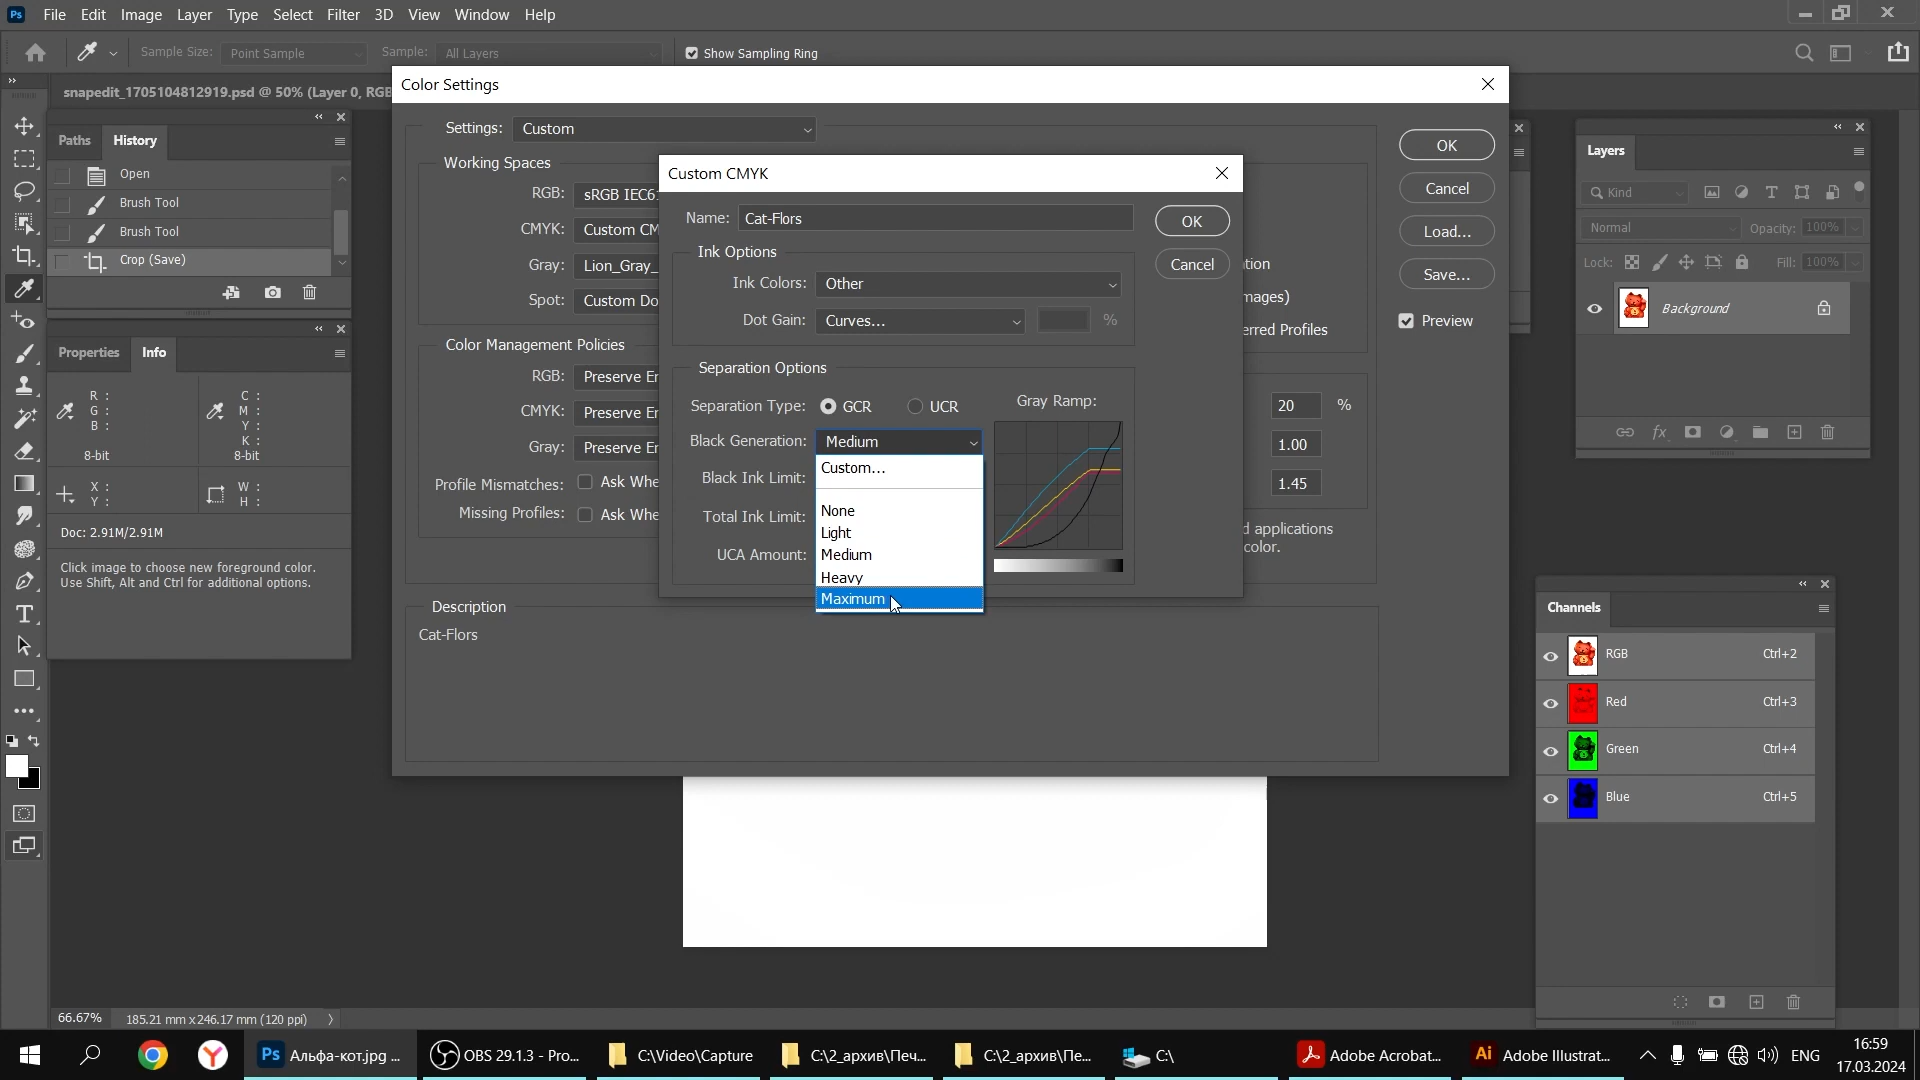 Ps File Edit Image Layer Type Select Filter 3D View Window Help
Sample Size: Point Sample Sample: All Layers Show Sampling Ring
snapedit_1705104812919.psd @ 50% (Layer 0, RGB
Paths History
Open
Brush Tool
Brush Tool
Crop (Save)
Properties Info
R :
G :
B :
8-bit
C :
M :
Y :
K :
8-bit
X :
Y :
W :
H :
Doc: 2.91M/2.91M
Click image to choose new foreground color.
Use Shift, Alt and Ctrl for additional options.
Color Settings
Settings: Custom
Working Spaces
RGB: sRGB IEC61
CMYK: Custom CM
Gray: Lion_Gray_
Spot: Custom Do
Color Management Policies
RGB: Preserve Em
CMYK: Preserve Em
Gray: Preserve Em
Profile Mismatches: Ask Whe
Missing Profiles: Ask Whe
Description
Cat-Flors
OK
Cancel
Load...
Save...
Preview
ation
mages)
erred Profiles
20 %
1.00
1.45
d applications
color.
Custom CMYK
Name: Cat-Flors
OK
Cancel
Ink Options
Ink Colors: Other
Dot Gain: Curves... %
Separation Options
Separation Type: GCR UCR
Gray Ramp:
Black Generation: Medium
Black Ink Limit:
Total Ink Limit:
UCA Amount:
Custom...
None
Light
Medium
Heavy
Maximum
Layers
Kind
Normal Opacity: 100%
Lock: Fill: 100%
Background
Channels
RGB Ctrl+2
Red Ctrl+3
Green Ctrl+4
Blue Ctrl+5
66.67% 185.21 mm x 246.17 mm (120 ppi)
Ps Альфа-кот.jpg ... OBS 29.1.3 - Pro... C:\Video\Capture C:\2_архив\Печ... C:\2_архив\Пе... C:\ Adobe Acrobat... Ai Adobe Illustrat... ENG
16:59
17.03.2024